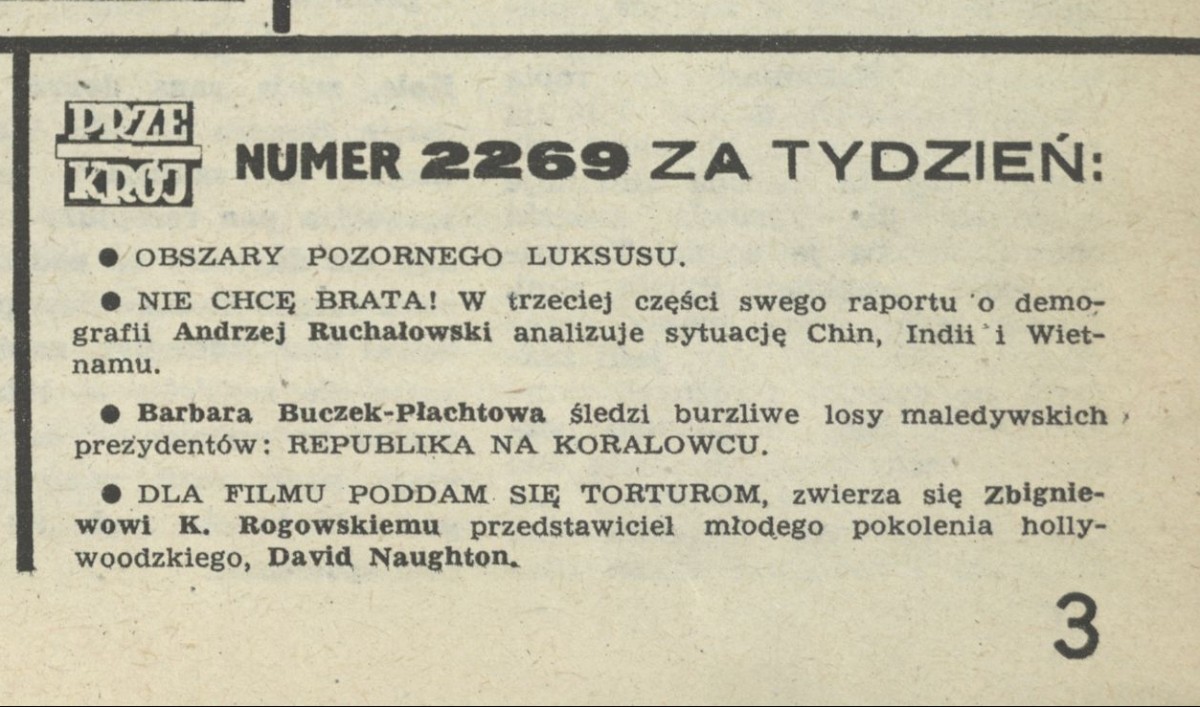 PRZE
KRÓJ
NUMER 2269 ZA TYDZIEŃ:
● OBSZARY POZORNEGO LUKSUSU.
● NIE CHCĘ BRATA! W trzeciej części swego raportu o demo-
grafii Andrzej Ruchałowski analizuje sytuację Chin, Indii i Wiet-
namu.
● Barbara Buczek-Płachtowa śledzi burzliwe losy maledywskich
prezydentów: REPUBLIKA NA KORALOWCU.
● DLA FILMU PODDAM SIĘ TORTUROM, zwierza się Zbignie-
wowi K. Rogowskiemu przedstawiciel młodego pokolenia holly-
woodzkiego, David Naughton.
3